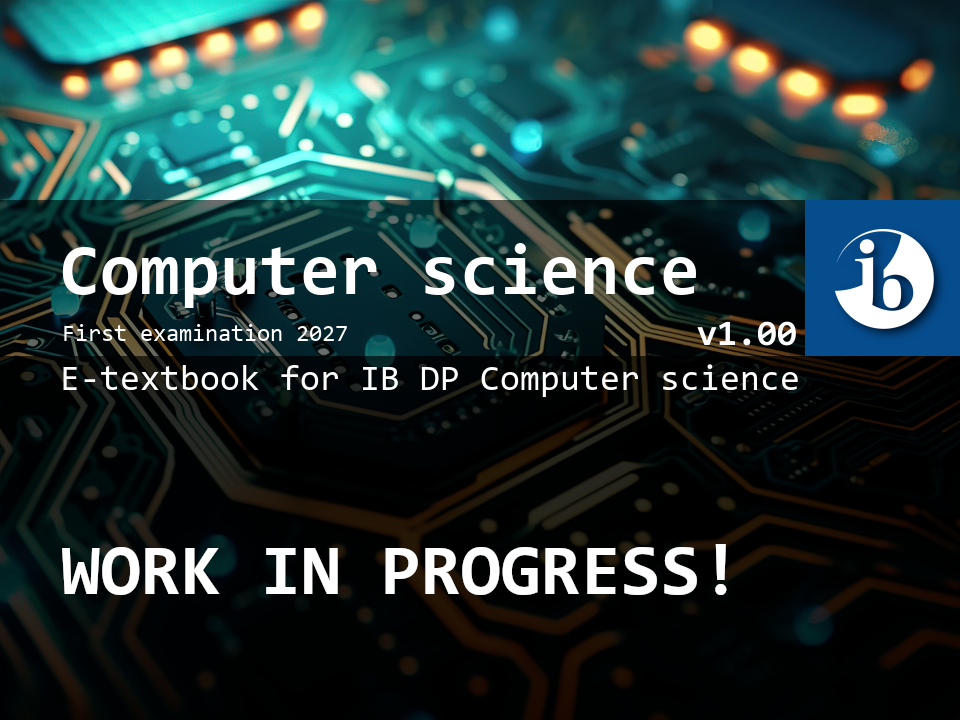 Computer science
First examination 2027
v1.00
ib
E-textbook for IB DP Computer science
WORK IN PROGRESS!